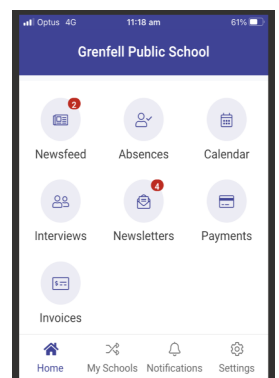 Optus 4G 11:18 am 61%
Grenfell Public School
2
Newsfeed Absences Calendar
4
Interviews Newsletters Payments
Invoices
Home My Schools Notifications Settings